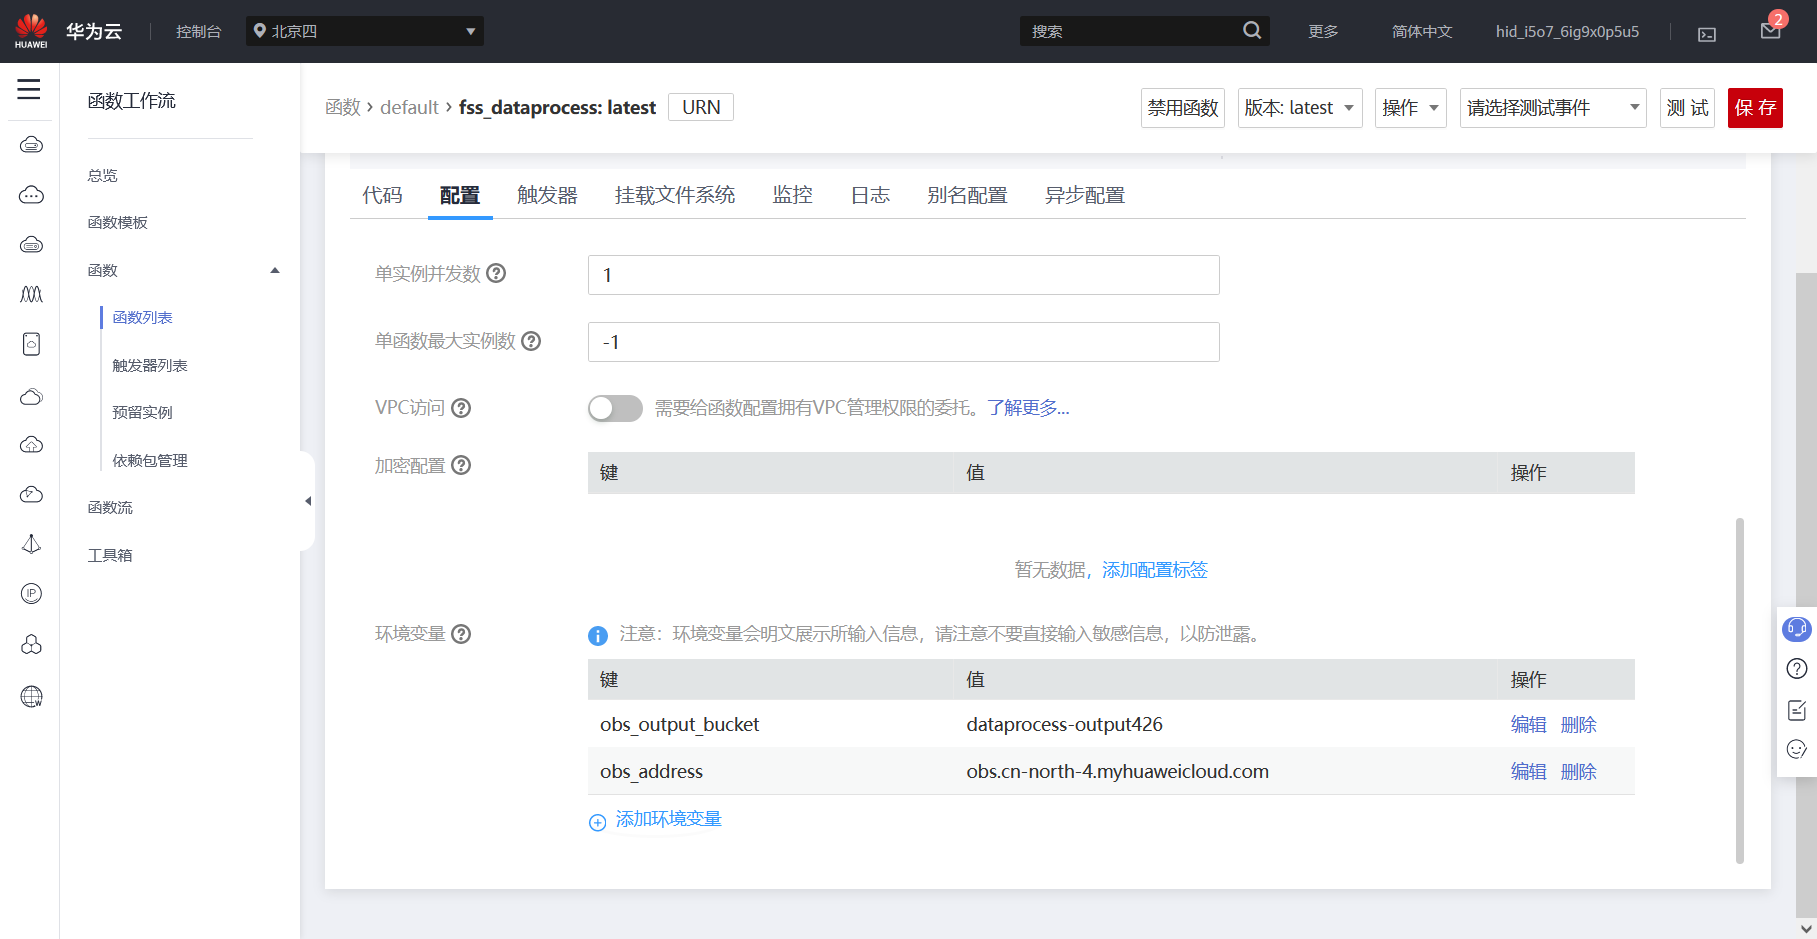 HUAWEI
华为云
控制台
北京四
搜索
更多
简体中文
hid_i5o7_6ig9x0p5u5
2
函数工作流
总览
函数模板
函数
函数列表
触发器列表
预留实例
依赖包管理
函数流
工具箱
IP
W
函数 › default › fss_dataprocess: latest
URN
禁用函数
版本: latest
操作
请选择测试事件
测 试
保 存
代码
配置
触发器
挂载文件系统
监控
日志
别名配置
异步配置
单实例并发数 ?
1
单函数最大实例数 ?
-1
VPC访问 ?
需要给函数配置拥有VPC管理权限的委托。了解更多...
加密配置 ?
键 值 操作
暂无数据，添加配置标签
环境变量 ?
注意：环境变量会明文展示所输入信息，请注意不要直接输入敏感信息，以防泄露。
键 值 操作
obs_output_bucket dataprocess-output426 编辑 删除
obs_address obs.cn-north-4.myhuaweicloud.com 编辑 删除
添加环境变量